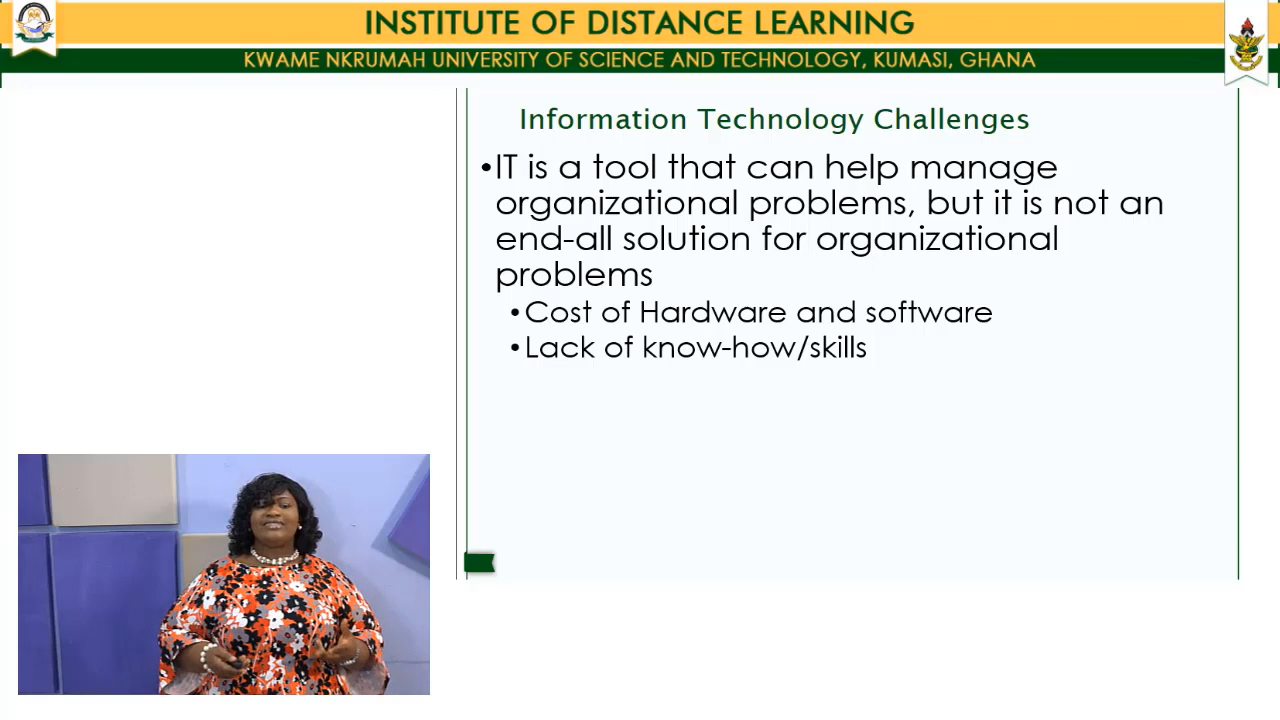 INSTITUTE OF DISTANCE LEARNING
KWAME NKRUMAH UNIVERSITY OF SCIENCE AND TECHNOLOGY, KUMASI, GHANA
Information Technology Challenges
•IT is a tool that can help manage
organizational problems, but it is not an
end-all solution for organizational
problems
•Cost of Hardware and software
•Lack of know-how/skills